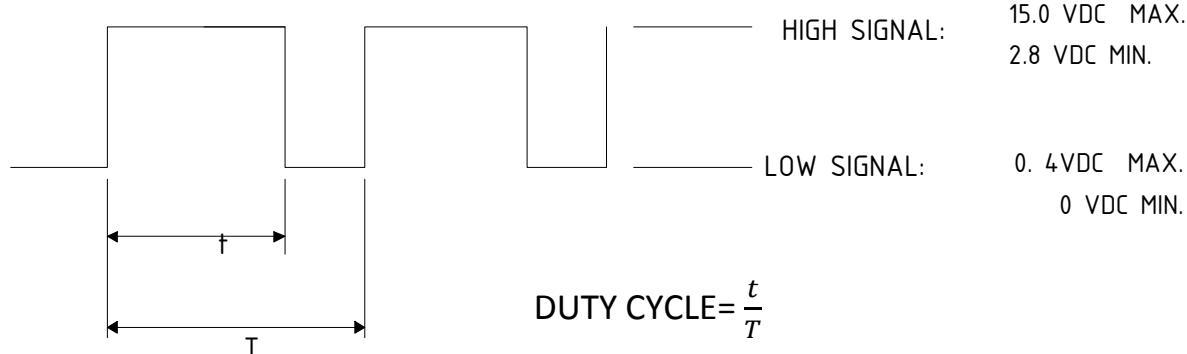 HIGH SIGNAL: 15.0 VDC MAX.
2.8 VDC MIN.
LOW SIGNAL: 0. 4VDC MAX.
0 VDC MIN.
t
T
DUTY CYCLE= t/T